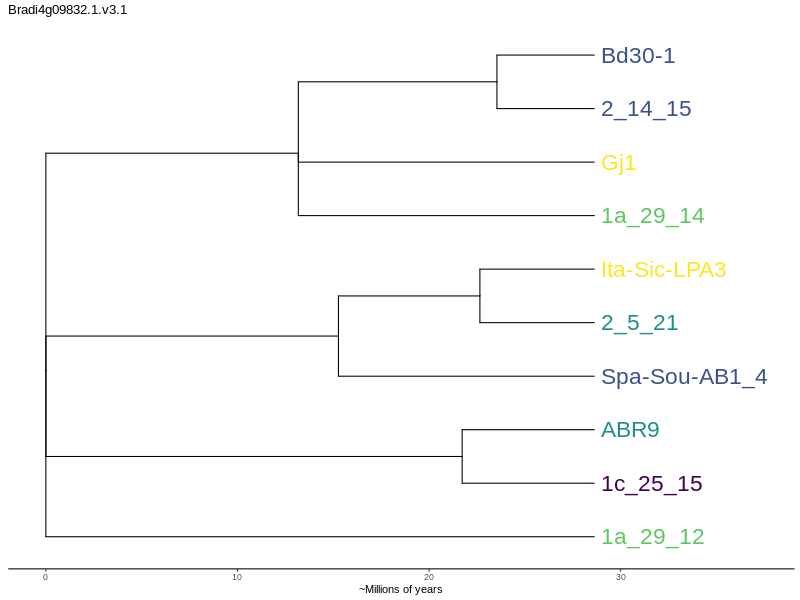 Bradi4g09832.1.v3.1
Bd30-1
2_14_15
Gj1
1a_29_14
Ita-Sic-LPA3
2_5_21
Spa-Sou-AB1_4
ABR9
1c_25_15
1a_29_12
0 10 20 30
~Millions of years